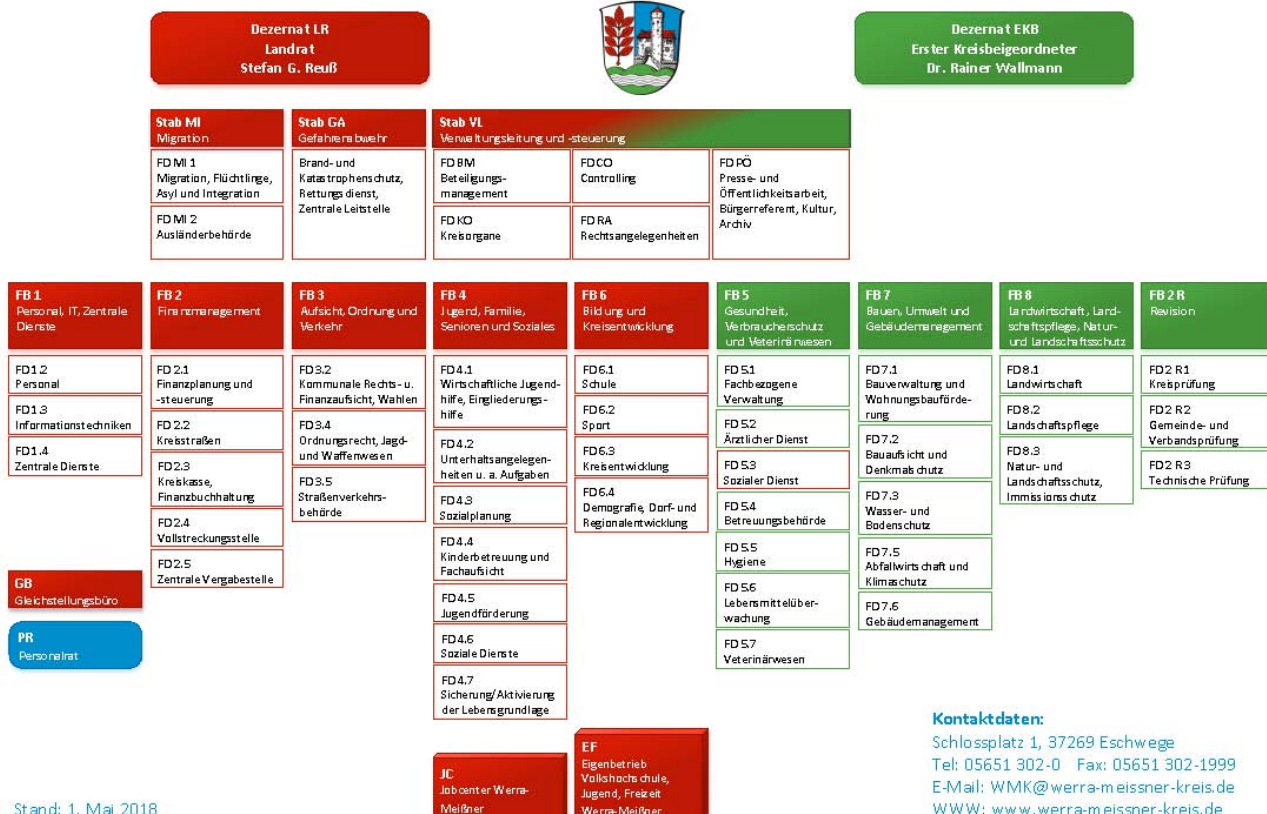 Dezernat LR
Landrat
Stefan G. Reuß
Dezernat EKB
Erster Kreisbeigeordneter
Dr. Rainer Wallmann
Stab MI
Migration
FD MI 1
Migration, Flüchtlinge,
Asyl und Integration
FD MI 2
Ausländerbehörde
Stab GA
Gefahrenabwehr
Brand- und
Katastrophenschutz,
Rettungsdienst,
Zentrale Leitstelle
Stab VL
Verwaltungsleitung und -steuerung
FD BM
Beteiligungs-
management
FD KO
Kreisorgane
FD CO
Controlling
FD RA
Rechtsangelegenheiten
FD PÖ
Presse- und
Öffentlichkeitsarbeit,
Bürgerreferent, Kultur,
Archiv
FB 1
Personal, IT, Zentrale
Dienste
FD 1.2
Personal
FD 1.3
Informationstechniken
FD 1.4
Zentrale Dienste
FB 2
Finanzmanagement
FD 2.1
Finanzplanung und
-steuerung
FD 2.2
Kreisstraßen
FD 2.3
Kreiskasse,
Finanzbuchhaltung
FD 2.4
Vollstreckungsstelle
FD 2.5
Zentrale Vergabestelle
FB 3
Aufsicht, Ordnung und
Verkehr
FD 3.2
Kommunale Rechts- u.
Finanzaufsicht, Wahlen
FD 3.4
Ordnungsrecht, Jagd-
und Waffenwesen
FD 3.5
Straßenverkehrs-
behörde
FB 4
Jugend, Familie,
Senioren und Soziales
FD 4.1
Wirtschaftliche Jugend-
hilfe, Eingliederungs-
hilfe
FD 4.2
Unterhaltsangelegen-
heiten u. a. Aufgaben
FD 4.3
Sozialplanung
FD 4.4
Kinderbetreuung und
Fachaufsicht
FD 4.5
Jugendförderung
FD 4.6
Soziale Dienste
FD 4.7
Sicherung/Aktivierung
der Lebensgrundlage
FB 6
Bildung und
Kreisentwicklung
FD 6.1
Schule
FD 6.2
Sport
FD 6.3
Kreisentwicklung
FD 6.4
Demografie, Dorf- und
Regionalentwicklung
FB 5
Gesundheit,
Verbraucherschutz
und Veterinärwesen
FD 5.1
Fachbezogene
Verwaltung
FD 5.2
Ärztlicher Dienst
FD 5.3
Sozialer Dienst
FD 5.4
Betreuungsbehörde
FD 5.5
Hygiene
FD 5.6
Lebensmittelüber-
wachung
FD 5.7
Veterinärwesen
FB 7
Bauen, Umwelt und
Gebäudemanagement
FD 7.1
Bauverwaltung und
Wohnungsbauförde-
rung
FD 7.2
Bauaufsicht und
Denkmalschutz
FD 7.3
Wasser- und
Bodenschutz
FD 7.5
Abfallwirtschaft und
Klimaschutz
FD 7.6
Gebäudemanagement
FB 8
Landwirtschaft, Land-
schaftspflege, Natur-
und Landschaftsschutz
FD 8.1
Landwirtschaft
FD 8.2
Landschaftspflege
FD 8.3
Natur- und
Landschaftsschutz,
Immissionsschutz
FB 2 R
Revision
FD 2 R1
Kreisprüfung
FD 2 R2
Gemeinde- und
Verbandsprüfung
FD 2 R3
Technische Prüfung
GB
Gleichstellungsbüro
PR
Personalrat
JC
Jobcenter Werra-
Meißner
EF
Eigenbetrieb
Volkshochschule,
Jugend, Freizeit
Werra-Meißner
Kontaktdaten:
Schlossplatz 1, 37269 Eschwege
Tel: 05651 302-0 Fax: 05651 302-1999
E-Mail: WMK@werra-meissner-kreis.de
WWW: www.werra-meissner-kreis.de
Stand: 1. Mai 2018